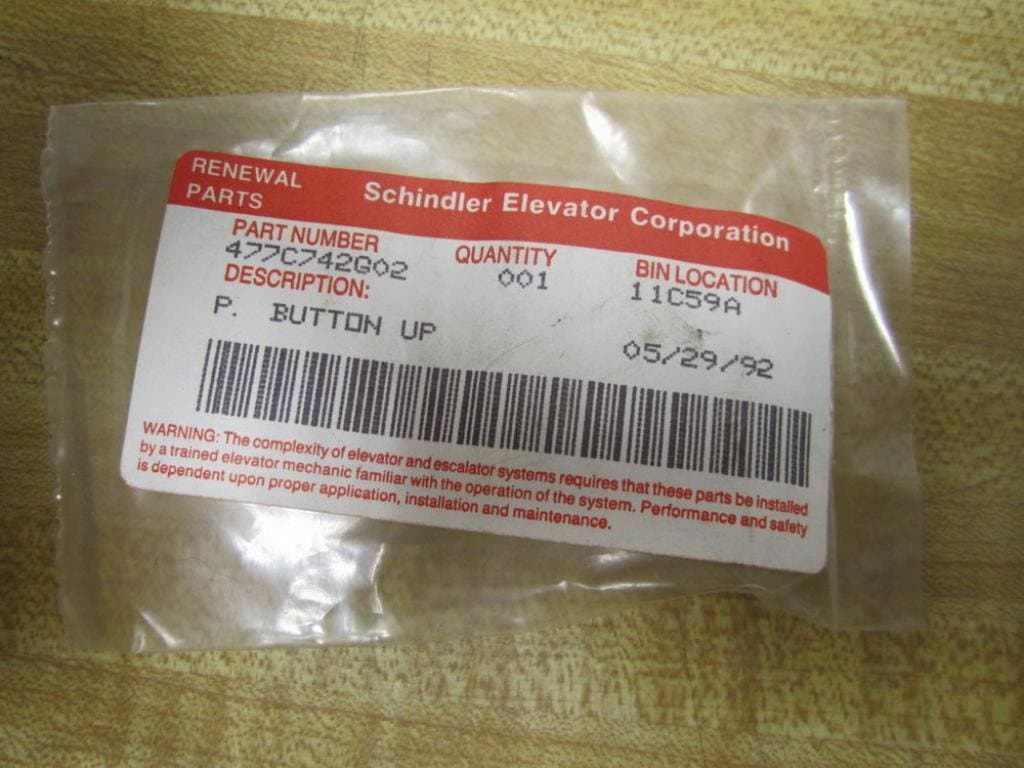 RENEWAL
PARTS
Schindler Elevator Corporation
PART NUMBER QUANTITY BIN LOCATION
477C742G02 001 11C59A
DESCRIPTION:
P. BUTTON UP 05/29/92
WARNING: The complexity of elevator and escalator systems requires that these parts be installed
by a trained elevator mechanic familiar with the operation of the system. Performance and safety
is dependent upon proper application, installation and maintenance.